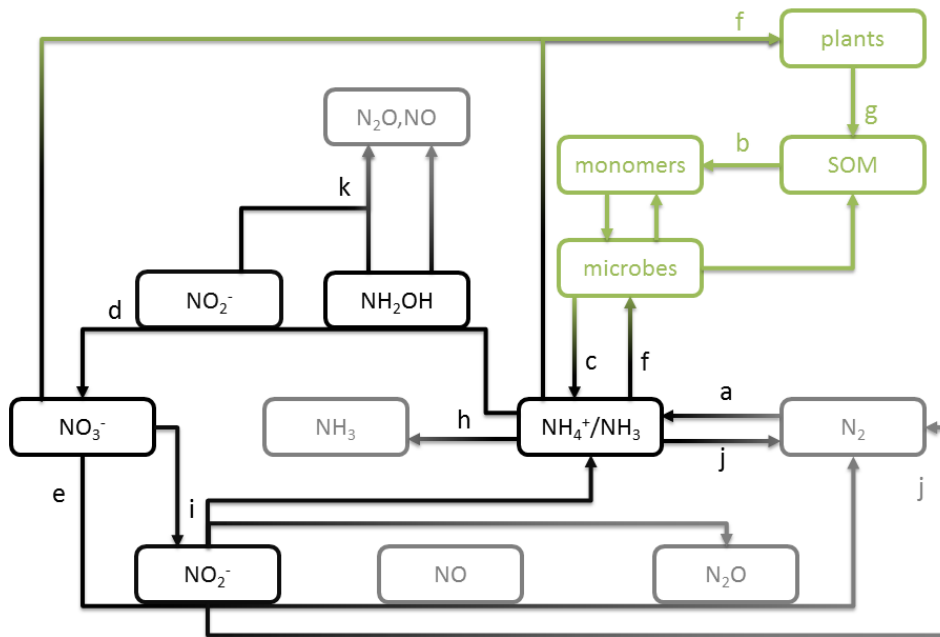 f
plants
g
N₂O,NO
b
monomers
SOM
k
microbes
NO₂⁻
NH₂OH
d
c
f
a
NO₃⁻
NH₃
h
NH₄⁺/NH₃
N₂
j
j
e
i
NO₂⁻
NO
N₂O